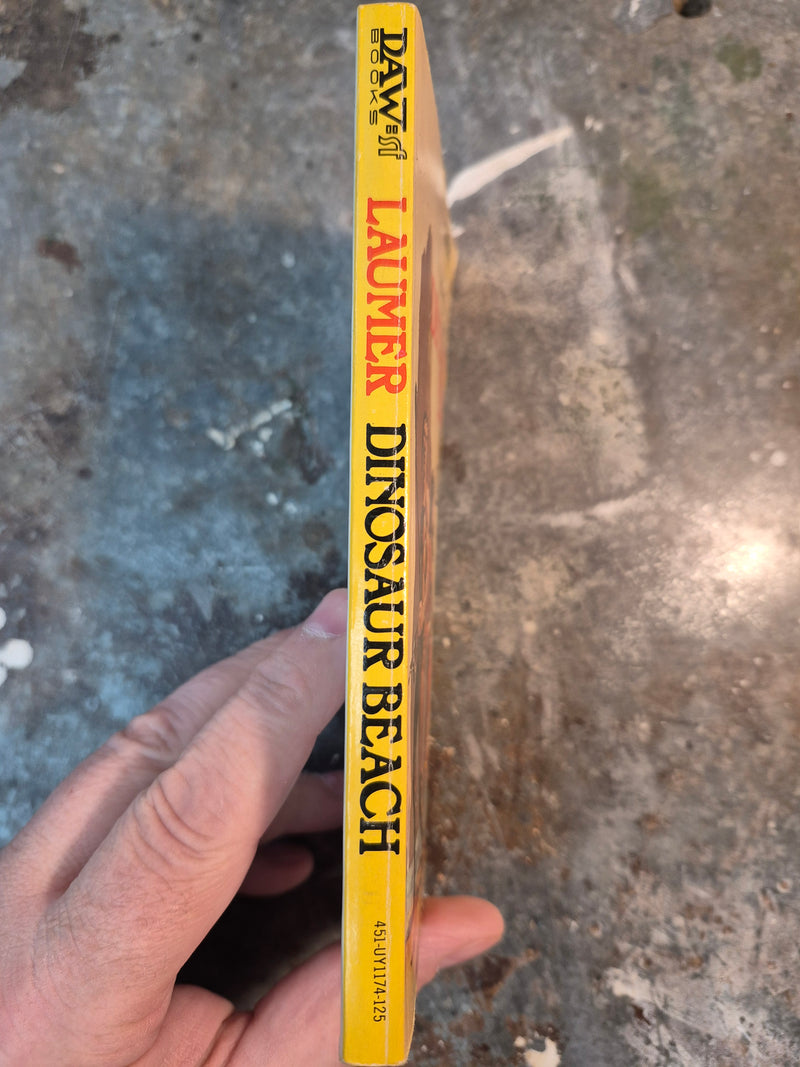 DAW=sf
BOOKS
LAUMER
DINOSAUR BEACH
451-UY1174-125